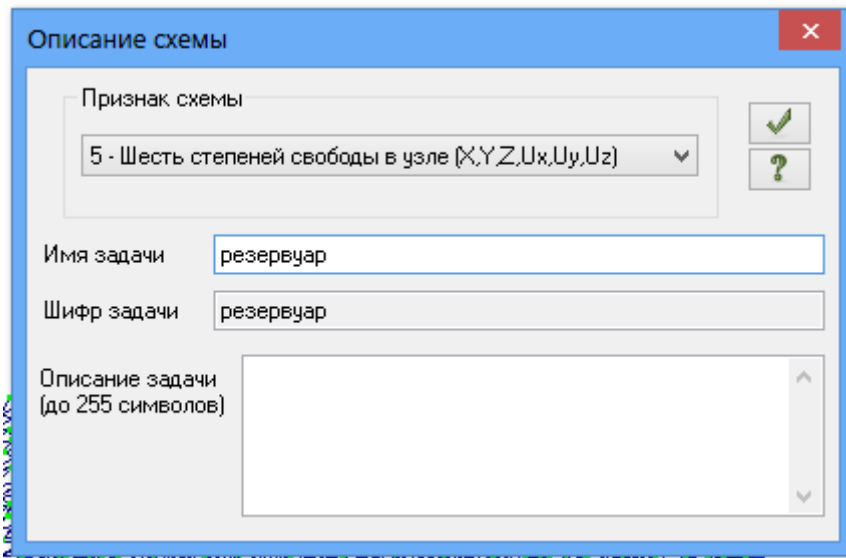 Описание схемы
Признак схемы
5 - Шесть степеней свободы в узле (X,Y,Z,Ux,Uy,Uz)
Имя задачи резервуар
Шифр задачи резервуар
Описание задачи
(до 255 символов)